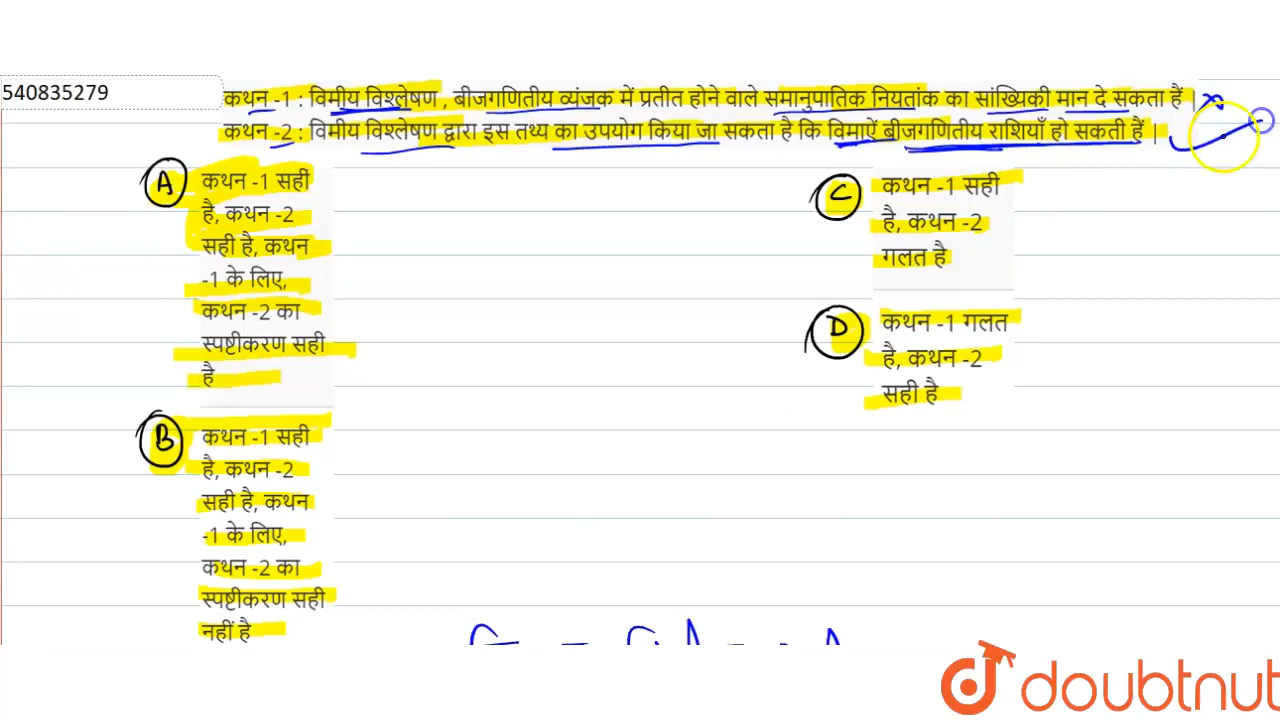 540835279
कथन -1 : विमीय विश्लेषण , बीजगणितीय व्यंजक में प्रतीत होने वाले समानुपातिक नियतांक का सांख्यिकी मान दे सकता हैं |
कथन -2 : विमीय विश्लेषण द्वारा इस तथ्य का उपयोग किया जा सकता है कि विमाऐं बीजगणितीय राशियाँ हो सकती हैं |
A
कथन -1 सही
है, कथन -2
सही है, कथन
-1 के लिए,
कथन -2 का
स्पष्टीकरण सही
है
B
कथन -1 सही
है, कथन -2
सही है, कथन
-1 के लिए,
कथन -2 का
स्पष्टीकरण सही
नहीं है
C
कथन -1 सही
है, कथन -2
गलत है
D
कथन -1 गलत
है, कथन -2
सही है
doubtnut